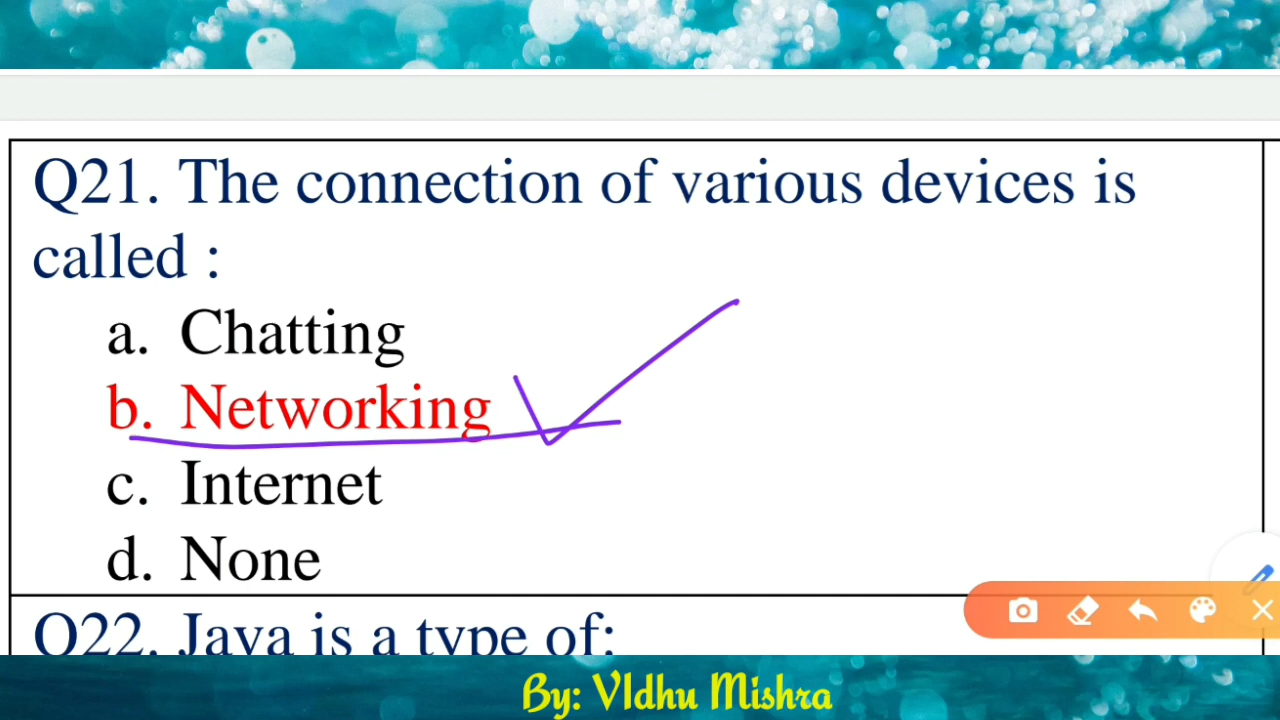 Q21. The connection of various devices is
called :
a. Chatting
b. Networking
c. Internet
d. None
Q22. Java is a type of:
By: VIdhu Mishra